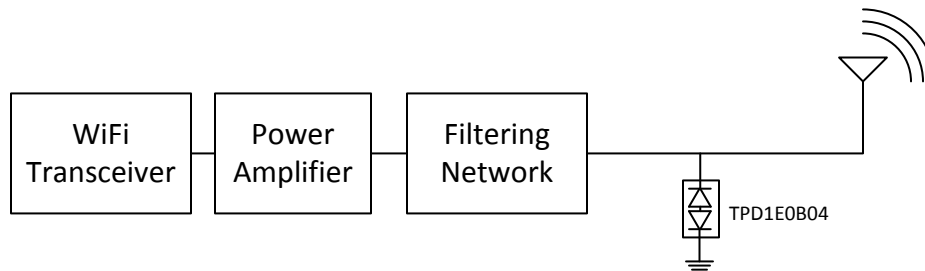 WiFi
Transceiver
Power
Amplifier
Filtering
Network
TPD1E0B04